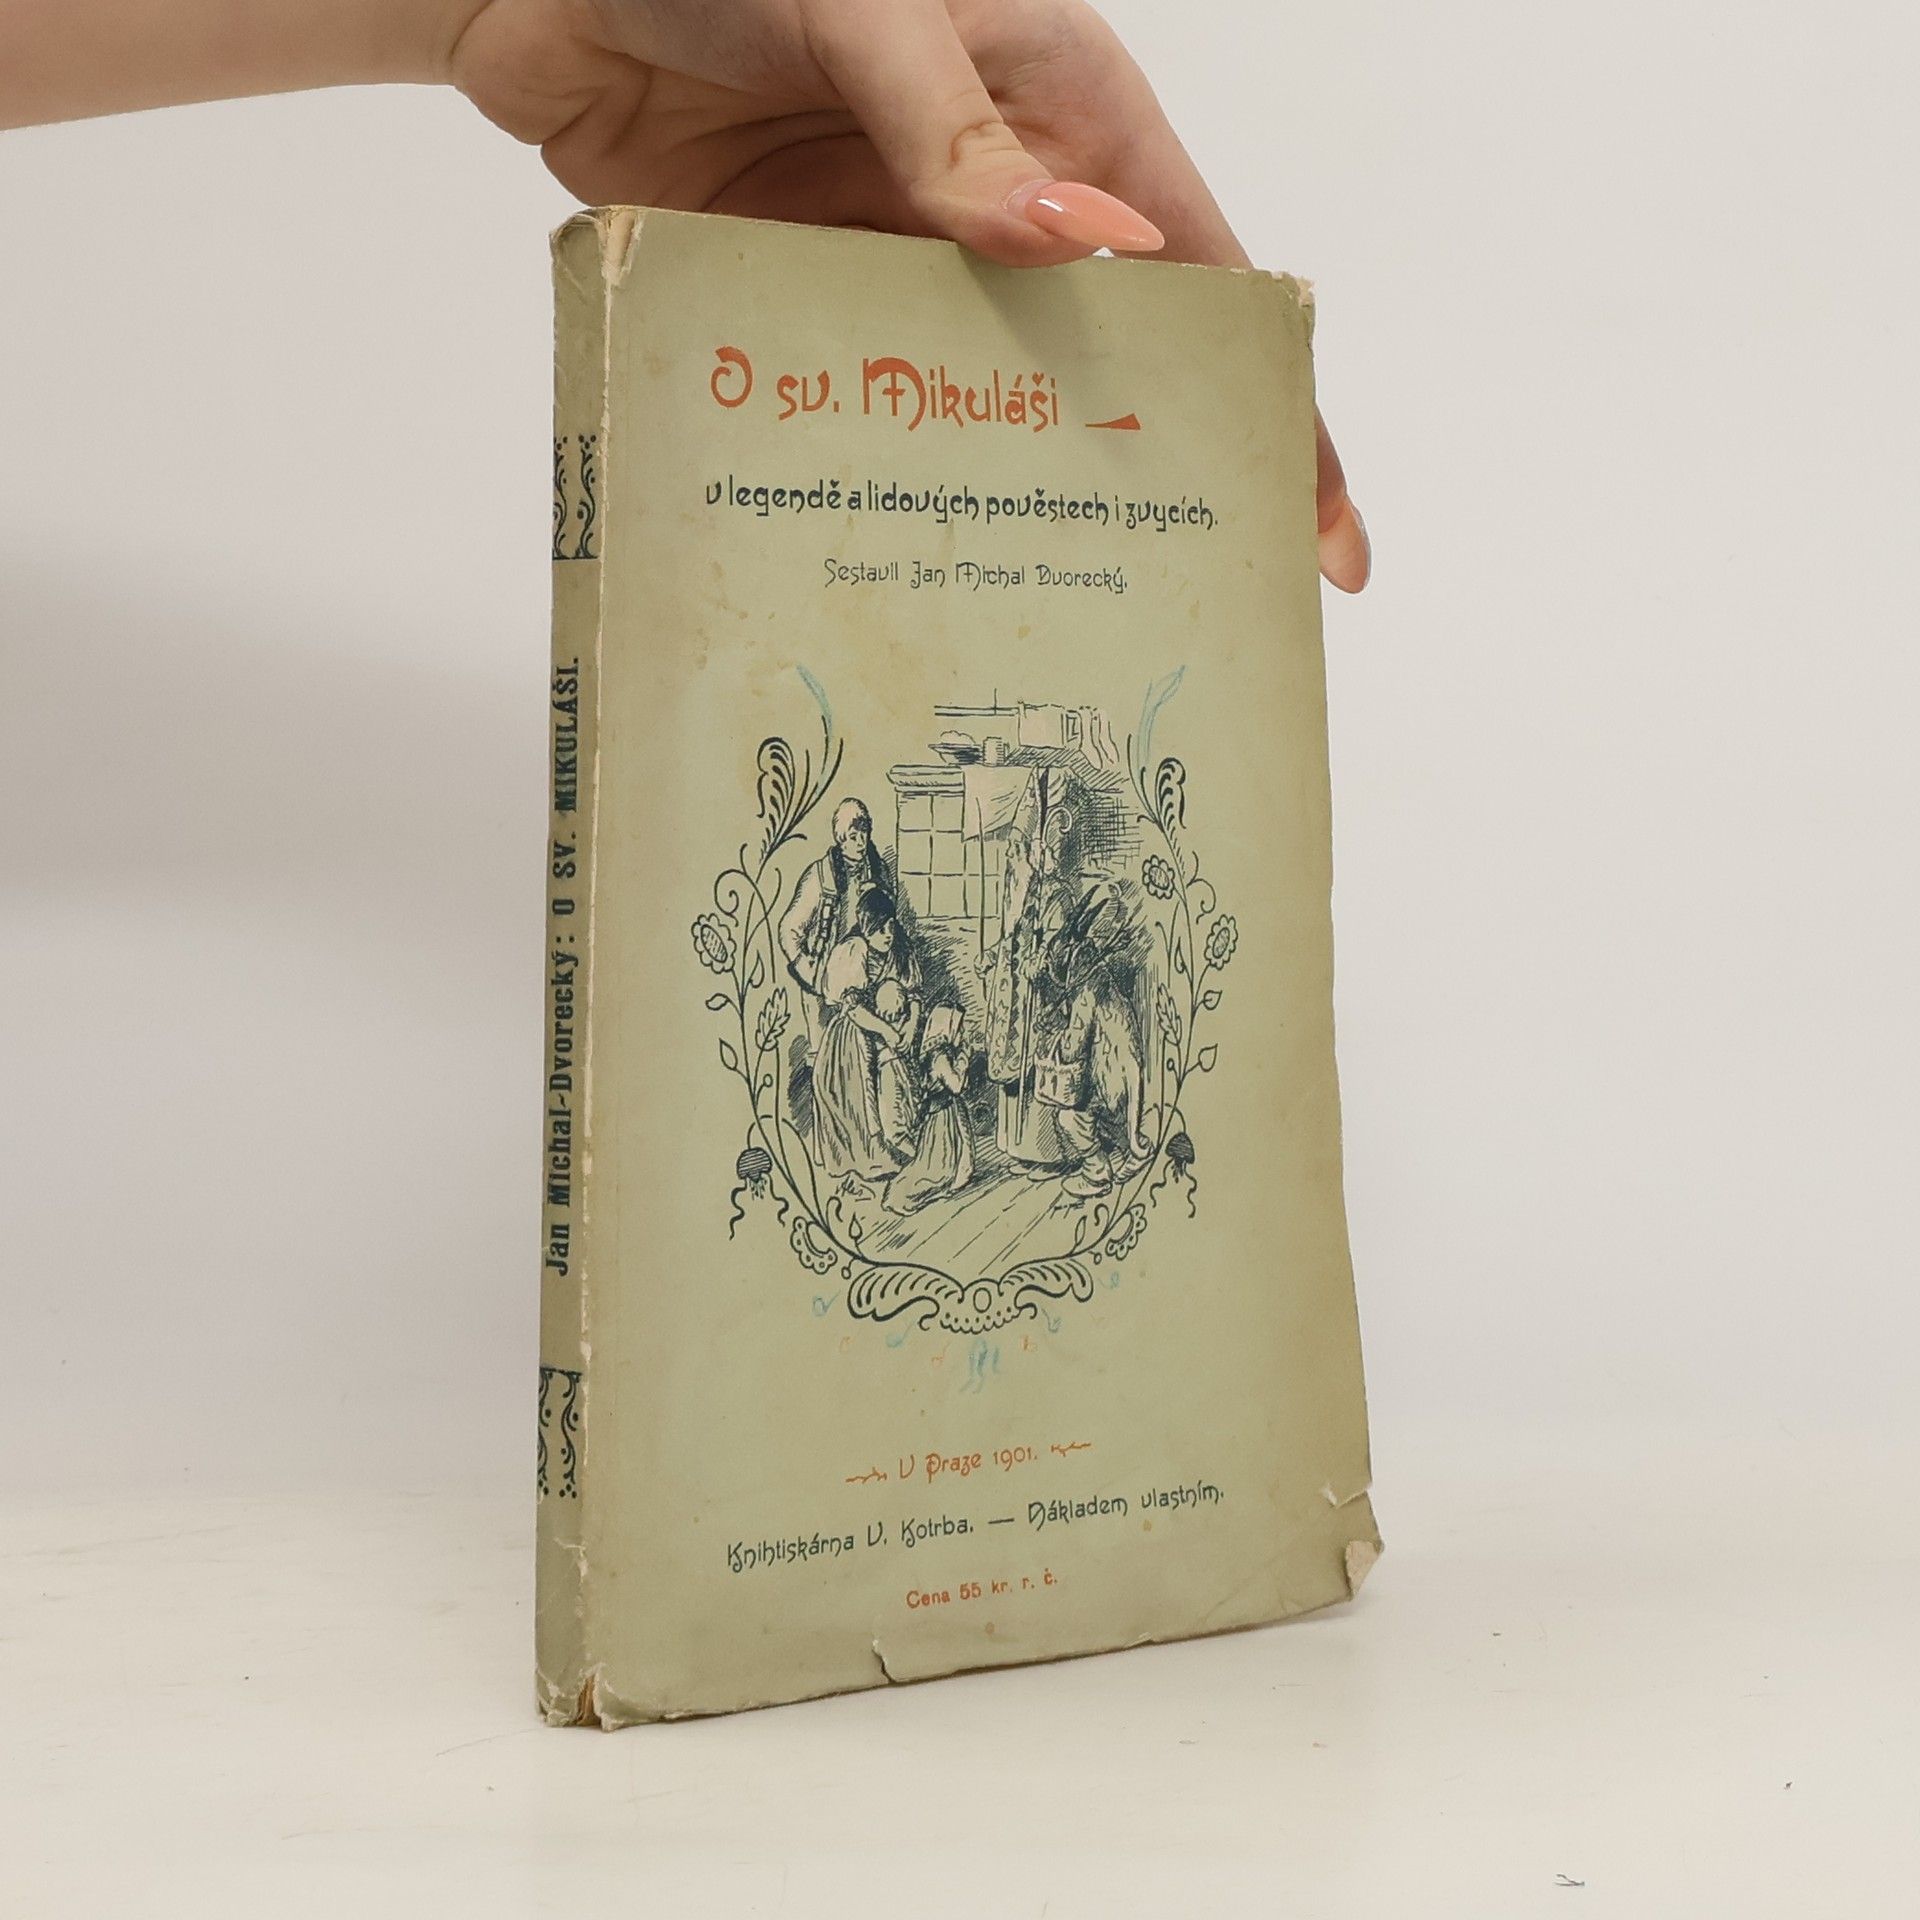 O sv. Mikuláši
v legendě a lidových pověstech i zvycích.
Sestavil Jan Michal Dvorecký.
V Praze 1901.
Knihtiskárna V. Kotrba. — Nákladem vlastním.
Cena 55 kr. r. č.
Jan Michal-Dvorecký: O SV. MIKULÁŠI.